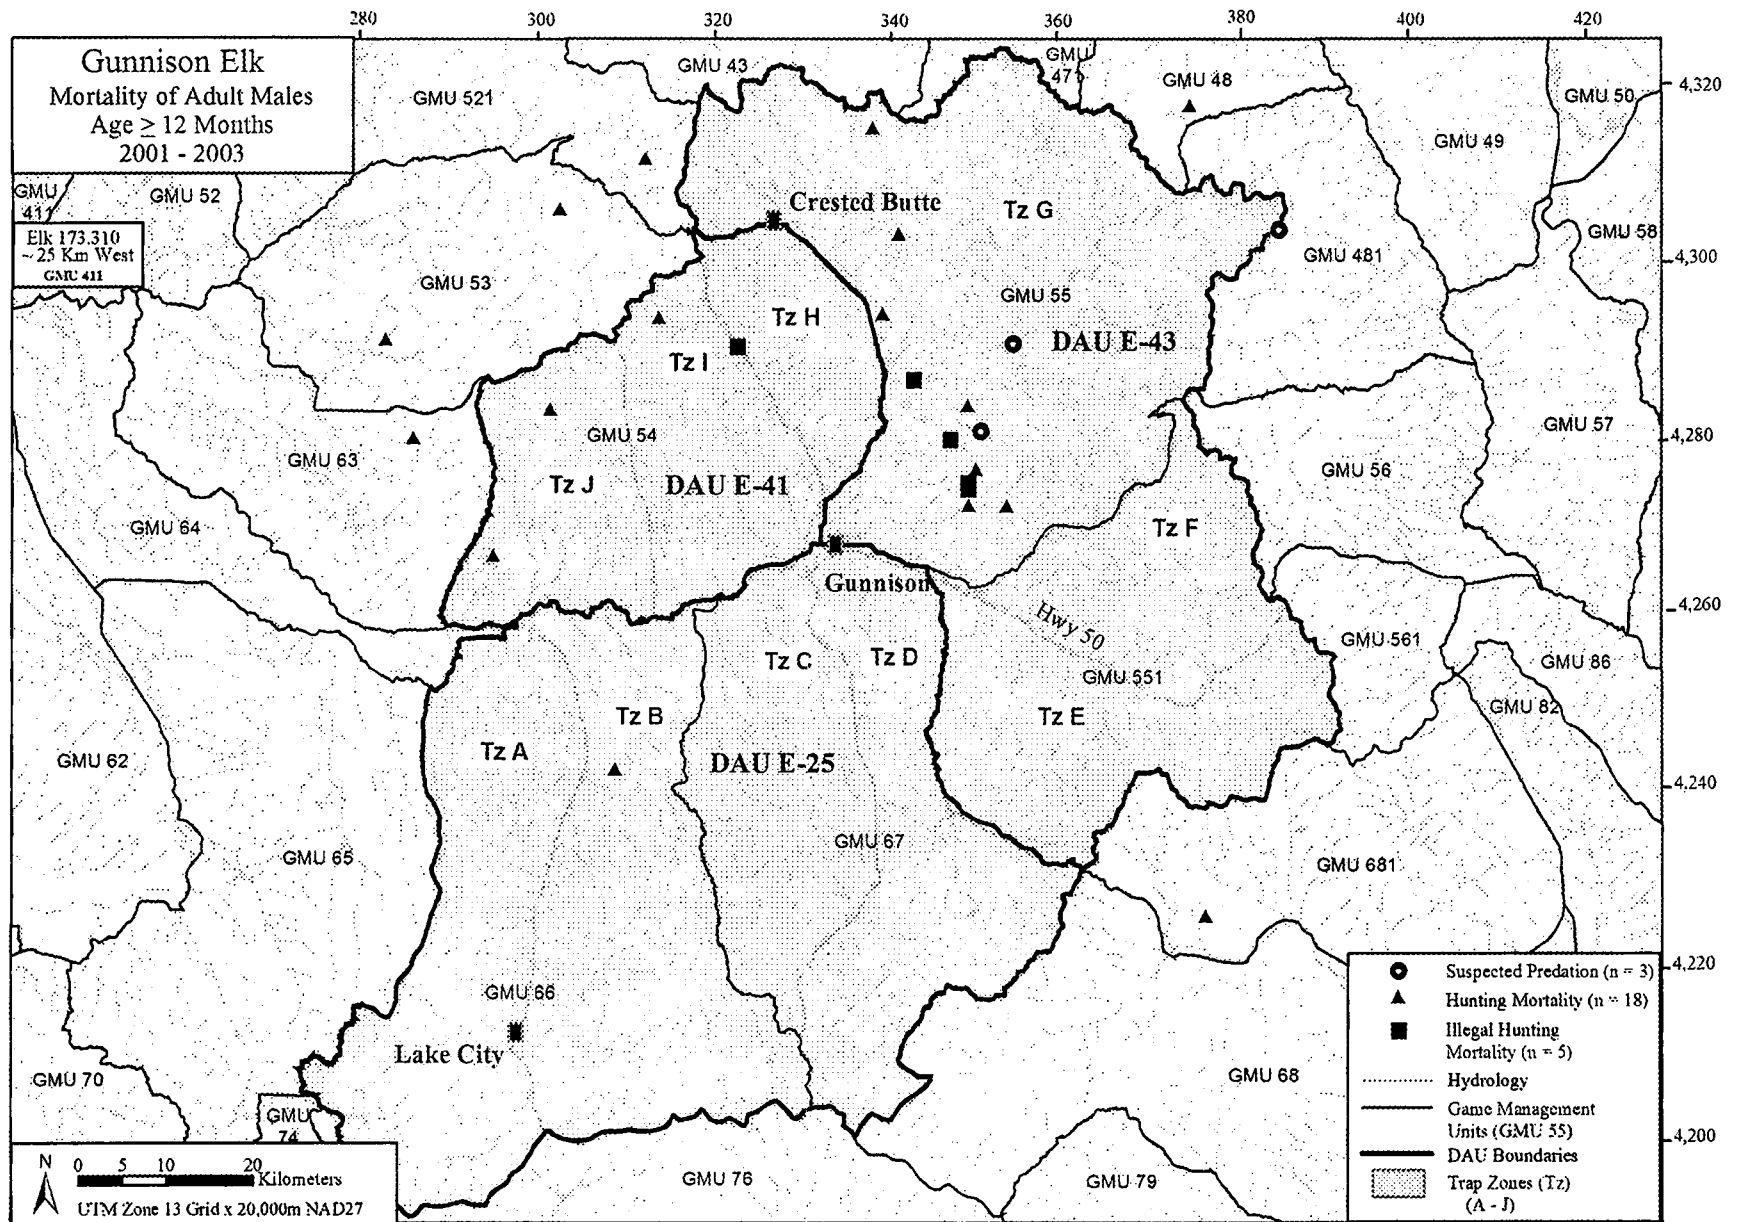 280 300 320 340 360 380 400 420
Gunnison Elk
Mortality of Adult Males
Age ≥ 12 Months
2001 - 2003
GMU 43
GMU
471
GMU 48
GMU 50
4,320
GMU 521
GMU 49
GMU
411
GMU 52
Crested Butte
Tz G
GMU 58
Elk 173.310
~ 25 Km West
GMU 411
GMU 481
4,300
GMU 53
GMU 55
Tz H
DAU E-43
Tz I
GMU 54
GMU 57
4,280
GMU 63
GMU 56
Tz J
DAU E-41
GMU 64
Tz F
Gunnison
4,260
Hwy 50
GMU 561
Tz C
Tz D
GMU 86
GMU 551
Tz B
Tz E
GMU 82
Tz A
GMU 62
DAU E-25
4,240
GMU 67
GMU 65
GMU 681
4,220
GMU 66
Lake City
GMU 70
GMU 68
GMU
74
GMU 76
GMU 79
4,200
Suspected Predation (n = 3)
Hunting Mortality (n = 18)
Illegal Hunting
Mortality (n = 5)
Hydrology
Game Management
Units (GMU 55)
DAU Boundaries
Trap Zones (Tz)
(A - J)
N
0 5 10 20
Kilometers
UTM Zone 13 Grid x 20,000m NAD27